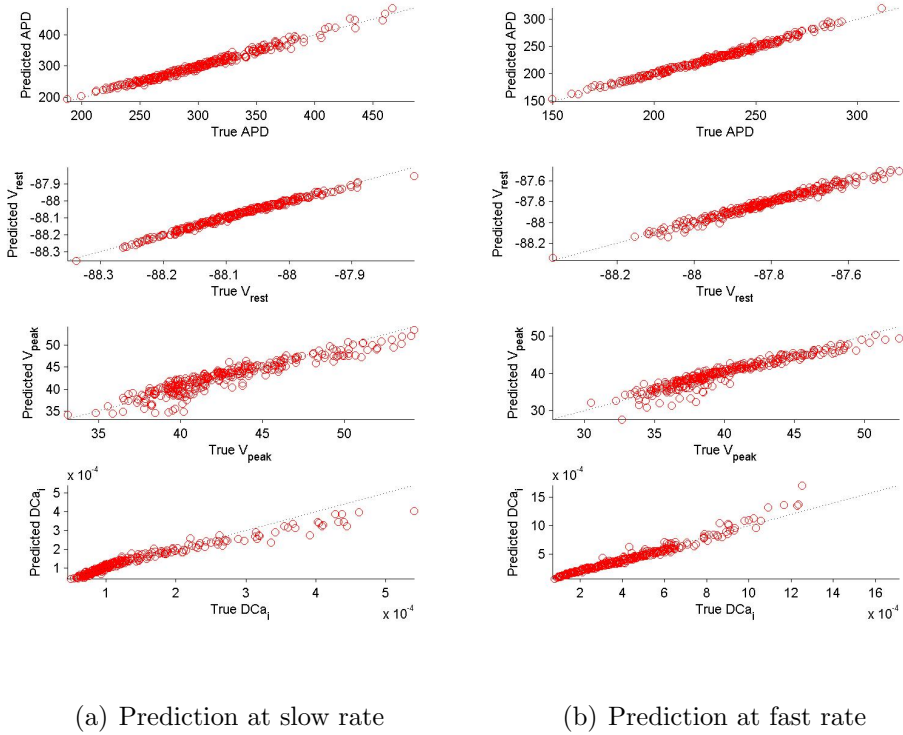 400
300
200
Predicted APD
200 250 300 350 400 450
True APD
-87.9
-88
-88.1
-88.2
-88.3
Predicted V_rest
-88.3 -88.2 -88.1 -88 -87.9
True V_rest
50
45
40
35
Predicted V_peak
35 40 45 50
True V_peak
x 10^-4
5
4
3
2
1
Predicted DCa_i
1 2 3 4 5
True DCa_i
x 10^-4
(a) Prediction at slow rate
300
250
200
150
Predicted APD
150 200 250 300
True APD
-87.6
-87.8
-88
-88.2
Predicted V_rest
-88.2 -88 -87.8 -87.6
True V_rest
50
40
30
Predicted V_peak
30 35 40 45 50
True V_peak
x 10^-4
15
10
5
Predicted DCa_i
2 4 6 8 10 12 14 16
True DCa_i
x 10^-4
(b) Prediction at fast rate